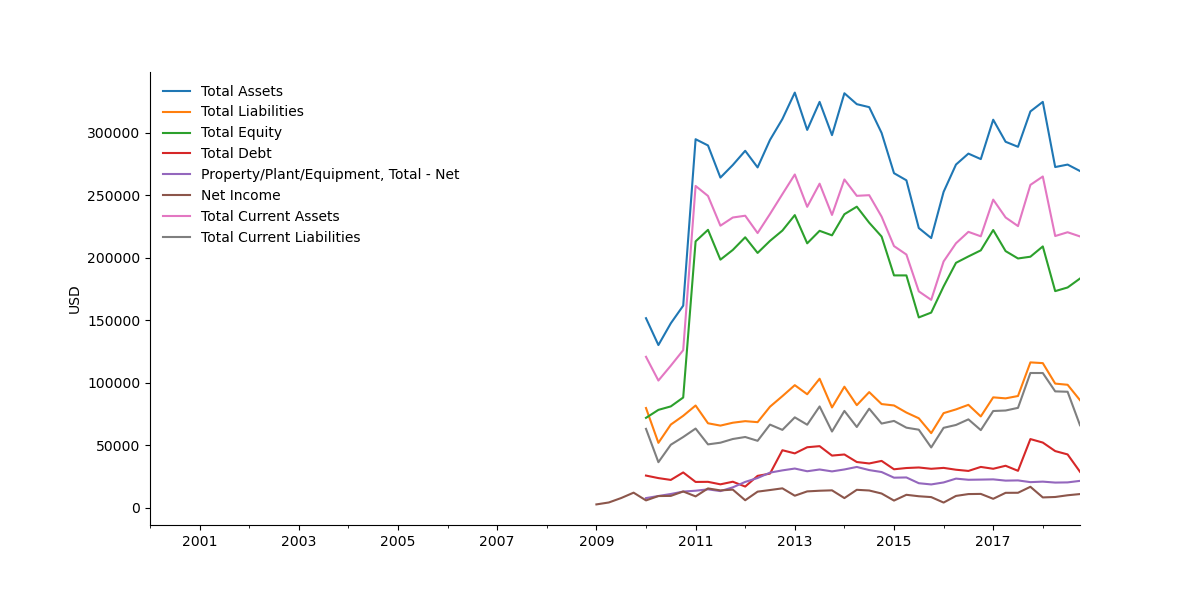 Total Assets
Total Liabilities
Total Equity
Total Debt
Property/Plant/Equipment, Total - Net
Net Income
Total Current Assets
Total Current Liabilities
USD
300000
250000
200000
150000
100000
50000
0
2001 2003 2005 2007 2009 2011 2013 2015 2017